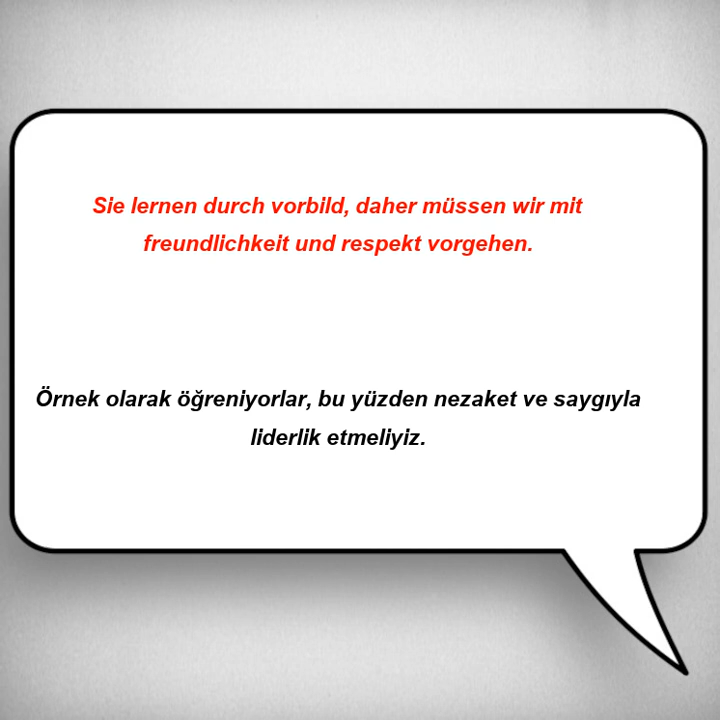 Sie lernen durch vorbild, daher müssen wir mit
freundlichkeit und respekt vorgehen.
Örnek olarak öğreniyorlar, bu yüzden nezaket ve saygıyla
liderlik etmeliyiz.